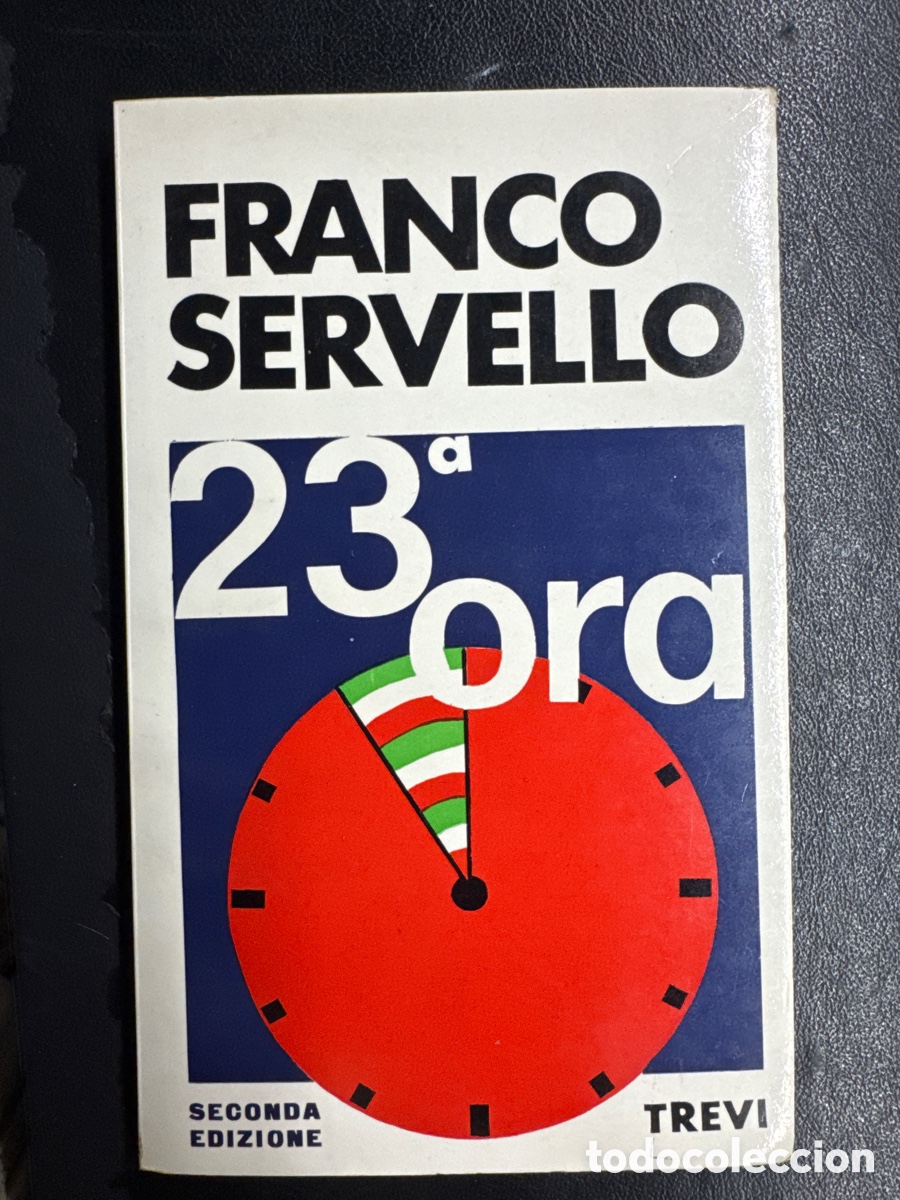 FRANCO
SERVELLO
23ª
ora
SECONDA
EDIZIONE
TREVI
todocoleccion